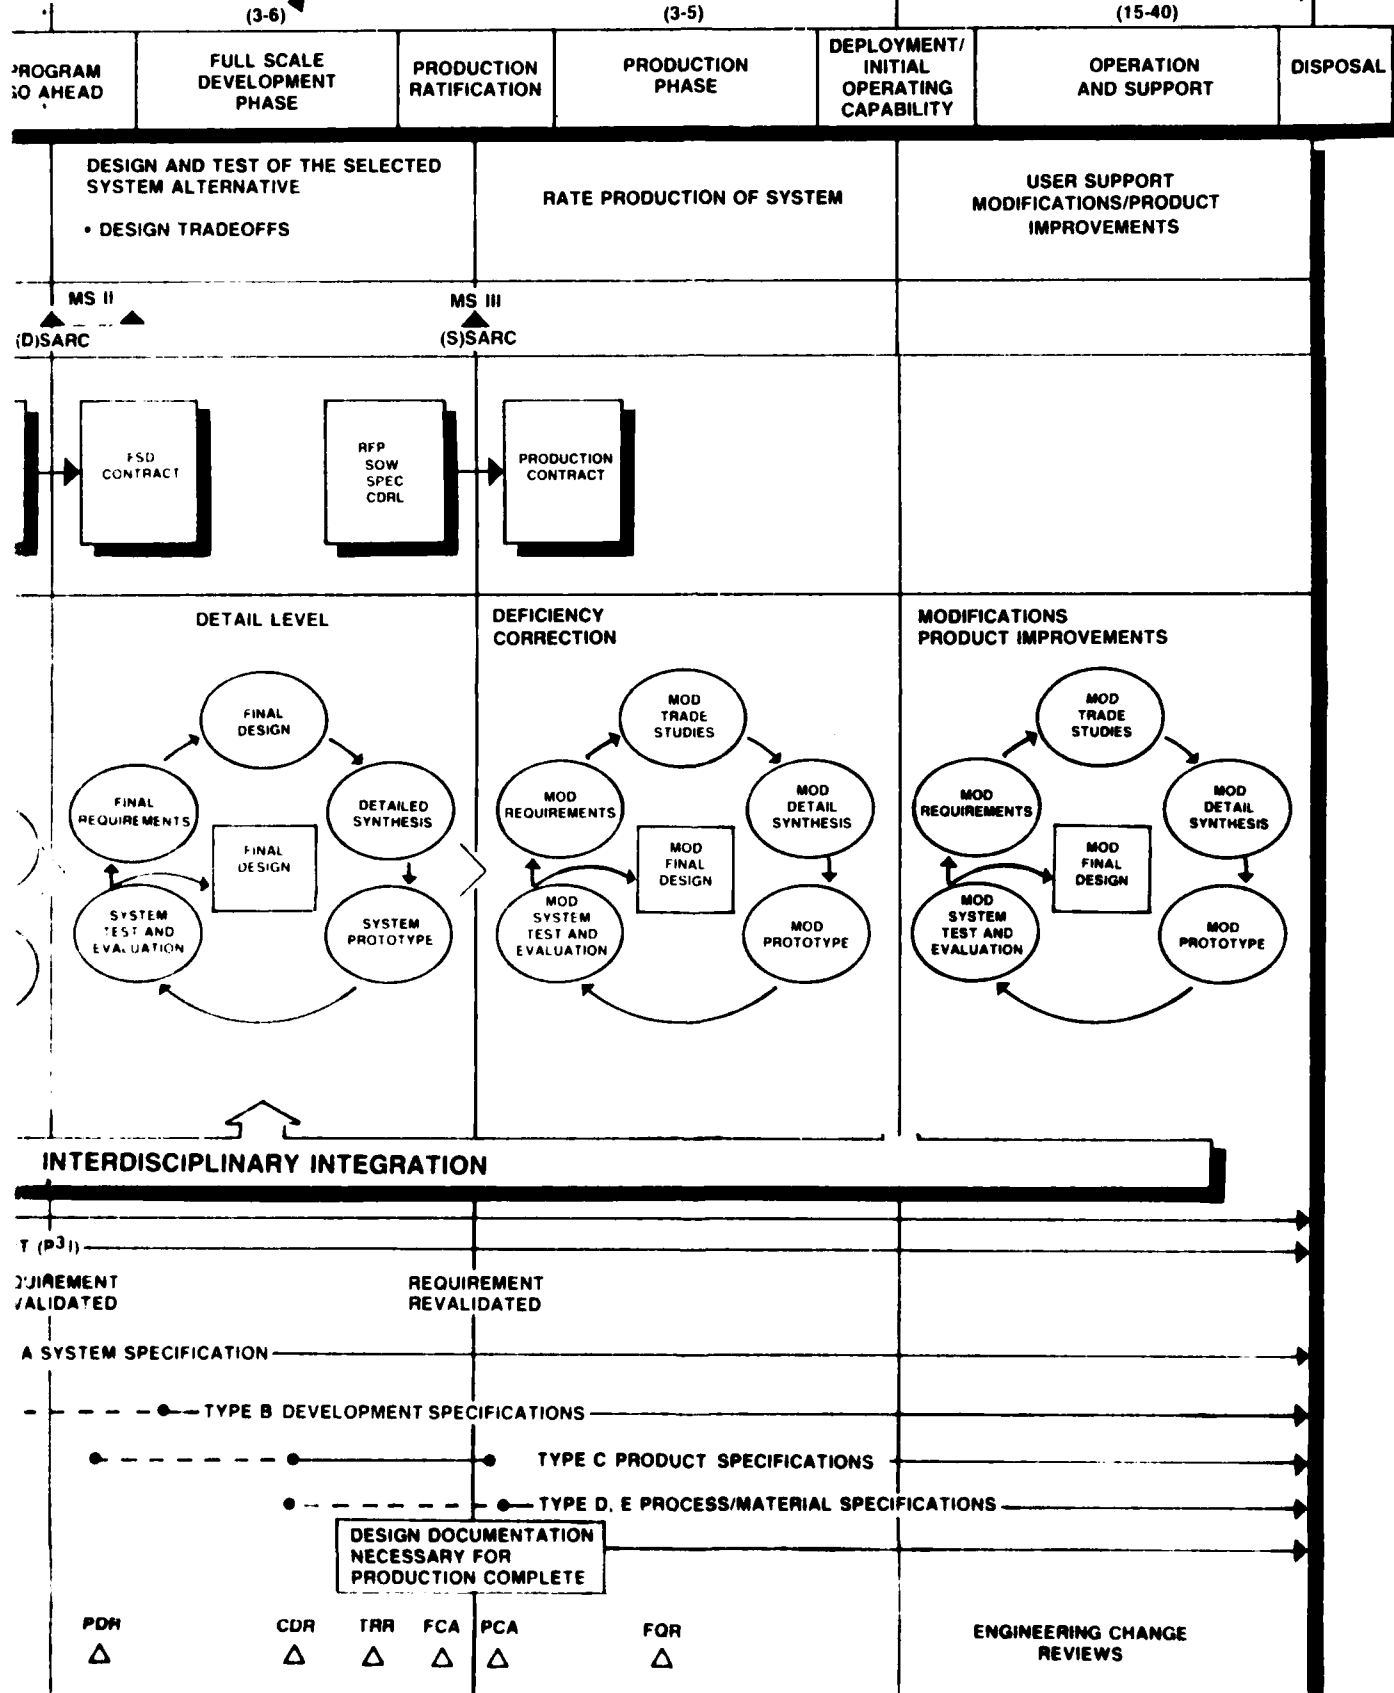 (3-6)
(3-5)
(15-40)
PROGRAM
GO AHEAD
FULL SCALE
DEVELOPMENT
PHASE
PRODUCTION
RATIFICATION
PRODUCTION
PHASE
DEPLOYMENT/
INITIAL
OPERATING
CAPABILITY
OPERATION
AND SUPPORT
DISPOSAL
DESIGN AND TEST OF THE SELECTED
SYSTEM ALTERNATIVE
• DESIGN TRADEOFFS
RATE PRODUCTION OF SYSTEM
USER SUPPORT
MODIFICATIONS/PRODUCT
IMPROVEMENTS
MS II
(D)SARC
MS III
(S)SARC
FSD
CONTRACT
RFP
SOW
SPEC
CDRL
PRODUCTION
CONTRACT
DETAIL LEVEL
FINAL
DESIGN
FINAL
REQUIREMENTS
DETAILED
SYNTHESIS
FINAL
DESIGN
SYSTEM
TEST AND
EVALUATION
SYSTEM
PROTOTYPE
DEFICIENCY
CORRECTION
MOD
TRADE
STUDIES
MOD
REQUIREMENTS
MOD
DETAIL
SYNTHESIS
MOD
FINAL
DESIGN
MOD
SYSTEM
TEST AND
EVALUATION
MOD
PROTOTYPE
MODIFICATIONS
PRODUCT IMPROVEMENTS
MOD
TRADE
STUDIES
MOD
REQUIREMENTS
MOD
DETAIL
SYNTHESIS
MOD
FINAL
DESIGN
MOD
SYSTEM
TEST AND
EVALUATION
MOD
PROTOTYPE
INTERDISCIPLINARY INTEGRATION
T (P³I)
QUIREMENT
VALIDATED
REQUIREMENT
REVALIDATED
A SYSTEM SPECIFICATION
TYPE B DEVELOPMENT SPECIFICATIONS
TYPE C PRODUCT SPECIFICATIONS
TYPE D, E PROCESS/MATERIAL SPECIFICATIONS
DESIGN DOCUMENTATION
NECESSARY FOR
PRODUCTION COMPLETE
PDR
CDR
TRR
FCA
PCA
FQR
ENGINEERING CHANGE
REVIEWS